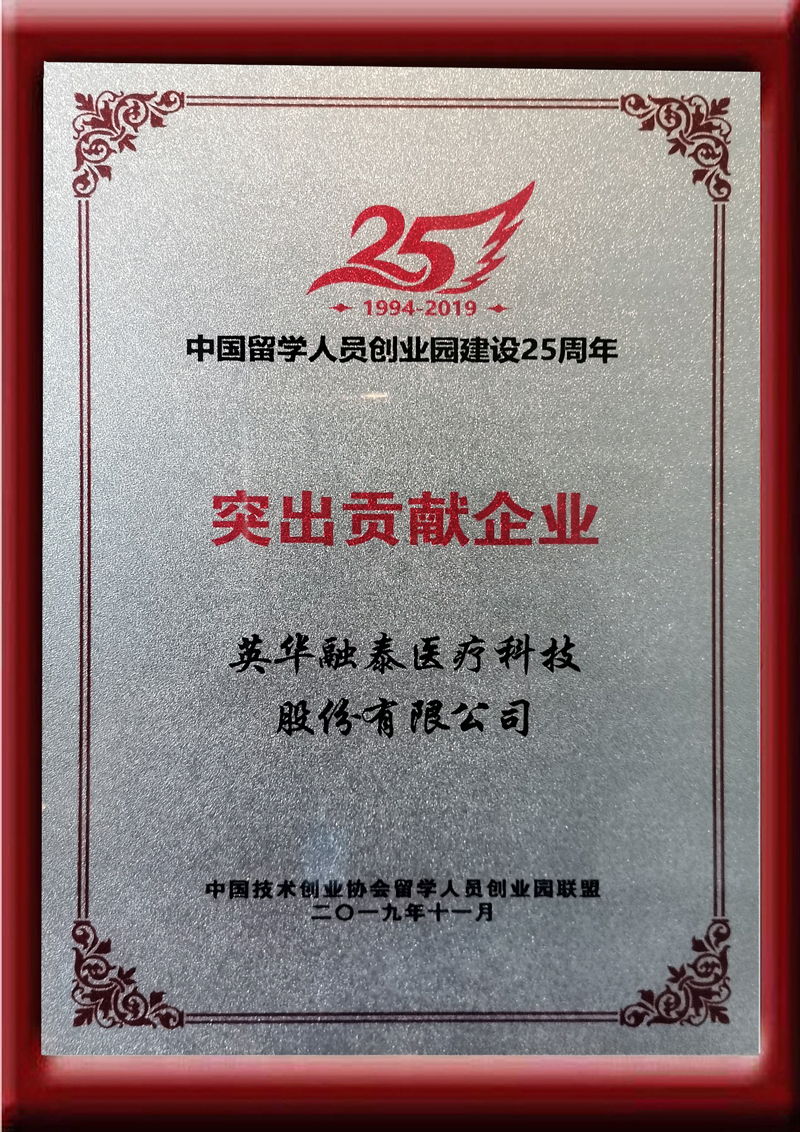 25
1994-2019
中国留学人员创业园建设25周年
突出贡献企业
英华融泰医疗科技
股份有限公司
中国技术创业协会留学人员创业园联盟
二〇一九年十一月